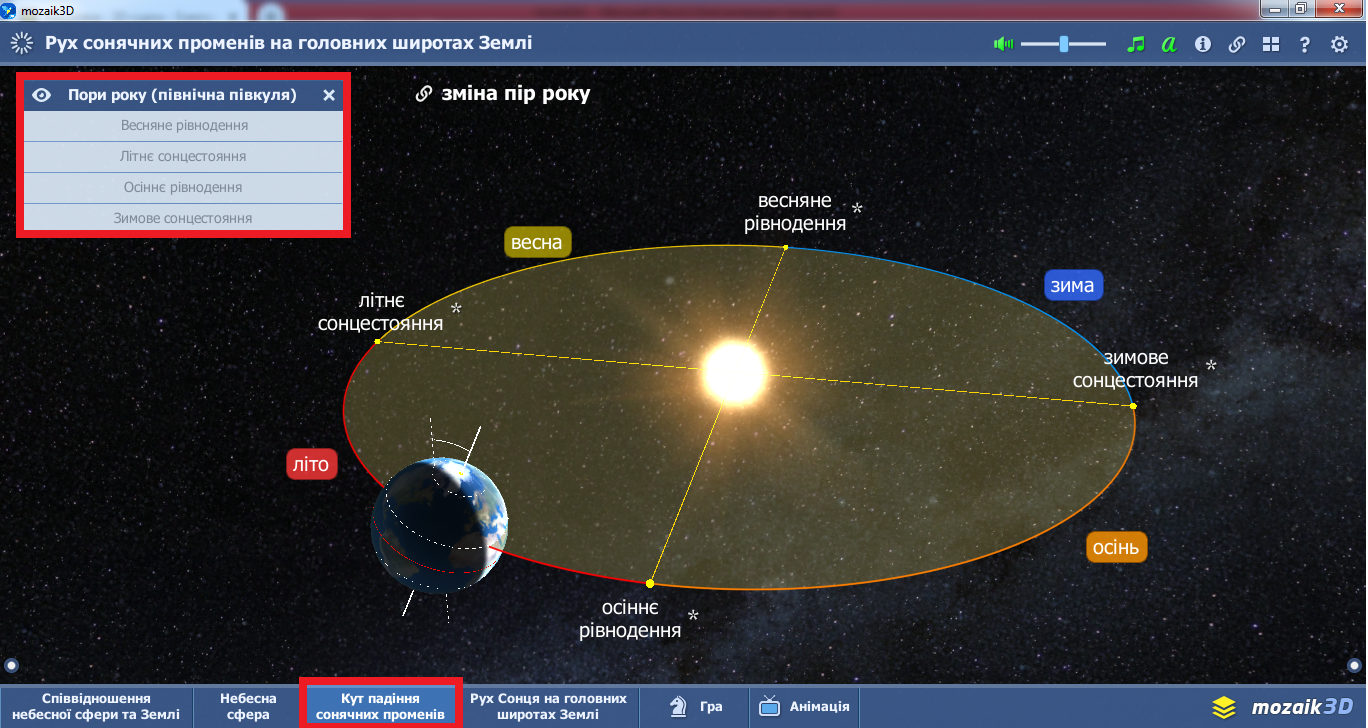 mozaik3D
Рух сонячних променів на головних широтах Землі
Пори року (північна півкуля)
Весняне рівнодення
Літнє сонцестояння
Осіннє рівнодення
Зимове сонцестояння
зміна пір року
весняне
рівнодення *
весна
зима
літнє
сонцестояння *
зимове
сонцестояння *
літо
осінь
осіннє
рівнодення *
Співвідношення
небесної сфери та Землі
Небесна
сфера
Кут падіння
сонячних променів
Рух Сонця на головних
широтах Землі
Гра
Анімація
mozaik3D